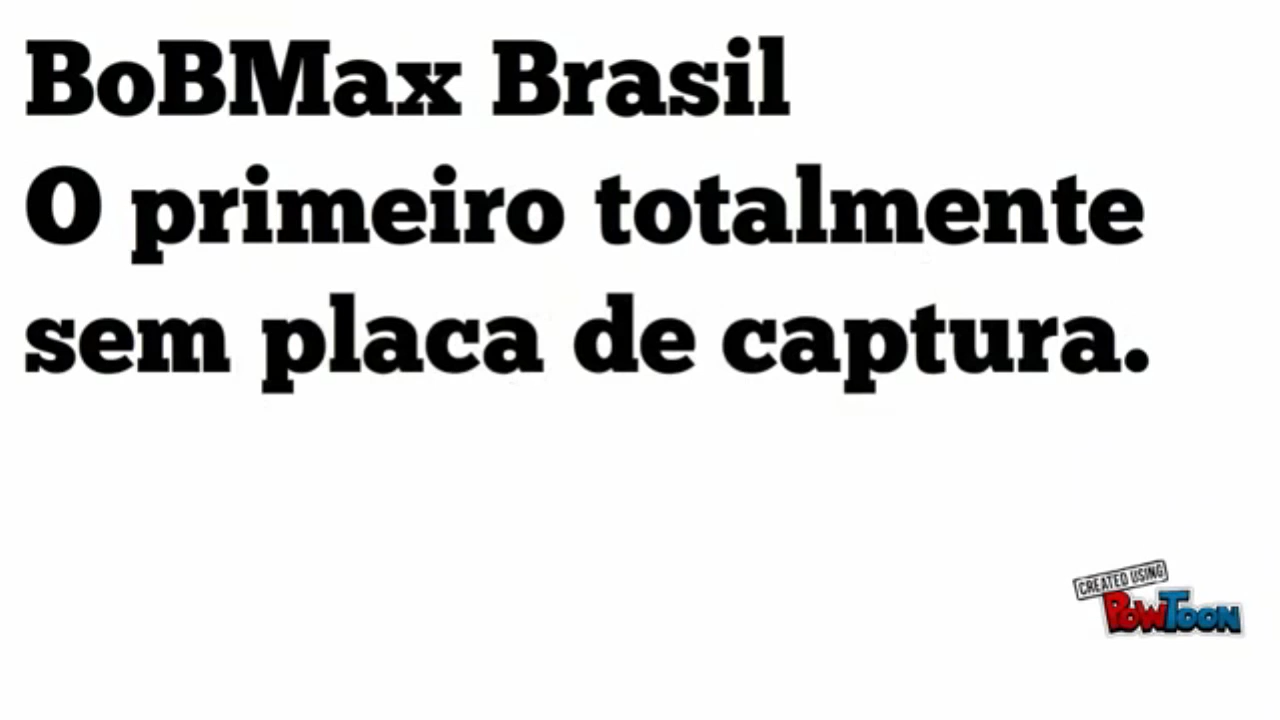 BoBMax Brasil
O primeiro totalmente
sem placa de captura.
CREATED USING
PowToon